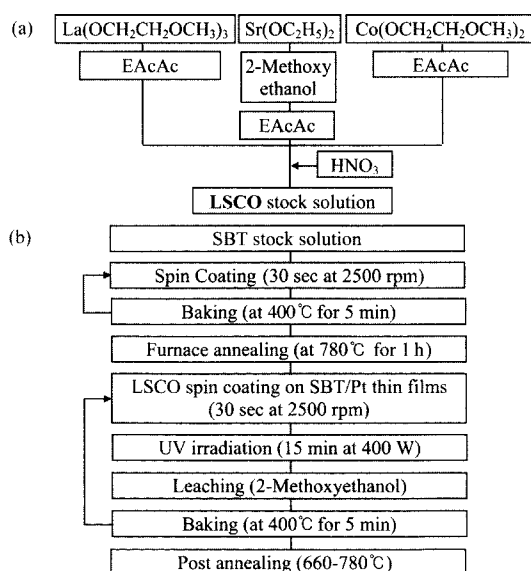 (a)
La(OCH2CH2OCH3)3 Sr(OC2H5)2 Co(OCH2CH2OCH3)2
EAcAc 2-Methoxy EAcAc
ethanol
EAcAc
HNO3
LSCO stock solution
(b)
SBT stock solution
Spin Coating (30 sec at 2500 rpm)
Baking (at 400℃ for 5 min)
Furnace annealing (at 780℃ for 1 h)
LSCO spin coating on SBT/Pt thin films
(30 sec at 2500 rpm)
UV irradiation (15 min at 400 W)
Leaching (2-Methoxyethanol)
Baking (at 400℃ for 5 min)
Post annealing (660-780℃)